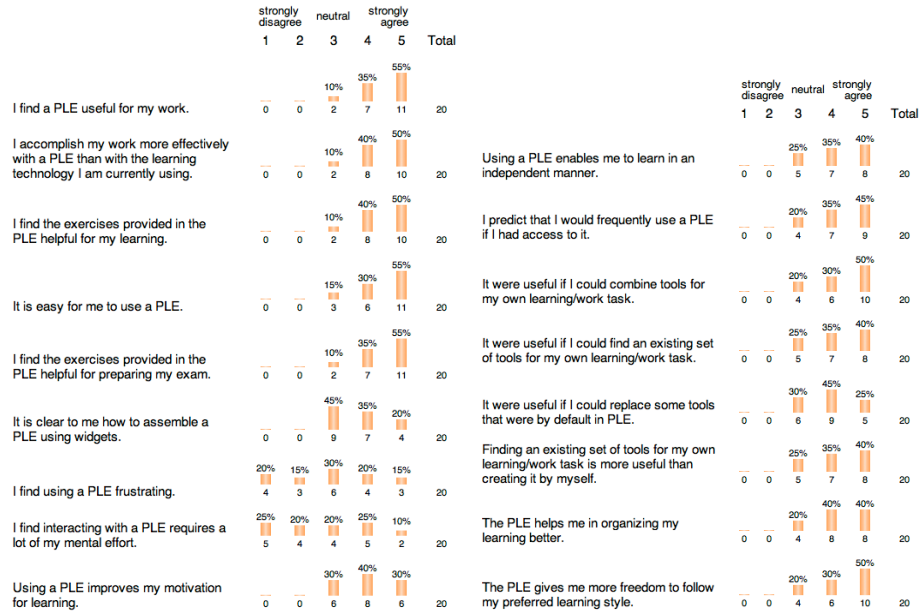 strongly
disagree neutral strongly
agree
1 2 3 4 5 Total
55%
35%
10%
I find a PLE useful for my work. 0 0 2 7 11 20
50%
40%
10%
I accomplish my work more effectively
with a PLE than with the learning
technology I am currently using. 0 0 2 8 10 20
50%
40%
10%
I find the exercises provided in the
PLE helpful for my learning. 0 0 2 8 10 20
55%
30%
15%
It is easy for me to use a PLE. 0 0 3 6 11 20
55%
35%
10%
I find the exercises provided in the
PLE helpful for preparing my exam. 0 0 2 7 11 20
45%
35%
20%
It is clear to me how to assemble a
PLE using widgets. 0 0 9 7 4 20
20% 15% 30% 20% 15%
I find using a PLE frustrating. 4 3 6 4 3 20
25% 20% 20% 25% 10%
I find interacting with a PLE requires a
lot of my mental effort. 5 4 4 5 2 20
30% 40% 30%
Using a PLE improves my motivation
for learning. 0 0 6 8 6 20
strongly
disagree neutral strongly
agree
1 2 3 4 5 Total
25% 35% 40%
Using a PLE enables me to learn in an
independent manner. 0 0 5 7 8 20
20% 35% 45%
I predict that I would frequently use a PLE
if I had access to it. 0 0 4 7 9 20
20% 30% 50%
It were useful if I could combine tools for
my own learning/work task. 0 0 4 6 10 20
25% 35% 40%
It were useful if I could find an existing set
of tools for my own learning/work task. 0 0 5 7 8 20
30% 45% 25%
It were useful if I could replace some tools
that were by default in PLE. 0 0 6 9 5 20
25% 35% 40%
Finding an existing set of tools for my own
learning/work task is more useful than
creating it by myself. 0 0 5 7 8 20
20% 40% 40%
The PLE helps me in organizing my
learning better. 0 0 4 8 8 20
20% 30% 50%
The PLE gives me more freedom to follow
my preferred learning style. 0 0 4 6 10 20